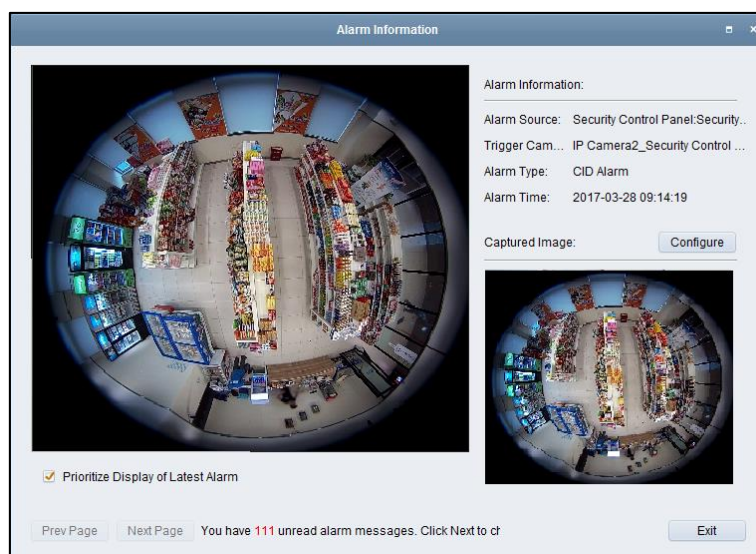 Alarm Information
Alarm Information:
Alarm Source: Security Control Panel:Security..
Trigger Cam... IP Camera2_Security Control ...
Alarm Type: CID Alarm
Alarm Time: 2017-03-28 09:14:19
Captured Image: Configure
Prioritize Display of Latest Alarm
Prev Page Next Page You have 111 unread alarm messages. Click Next to ch Exit